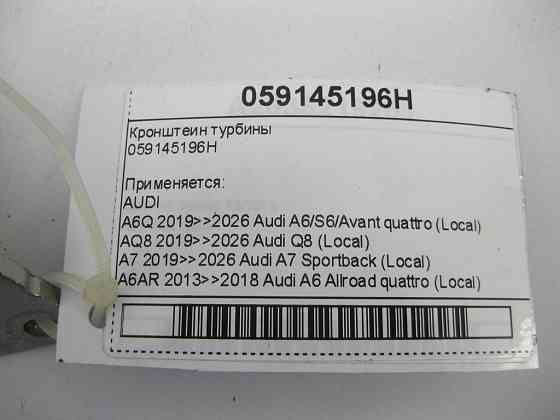 059145196H
Кронштеин турбины
059145196H
Применяется:
AUDI
A6Q 2019>>2026 Audi A6/S6/Avant quattro (Local)
AQ8 2019>>2026 Audi Q8 (Local)
A7 2019>>2026 Audi A7 Sportback (Local)
A6AR 2013>>2018 Audi A6 Allroad quattro (Local)